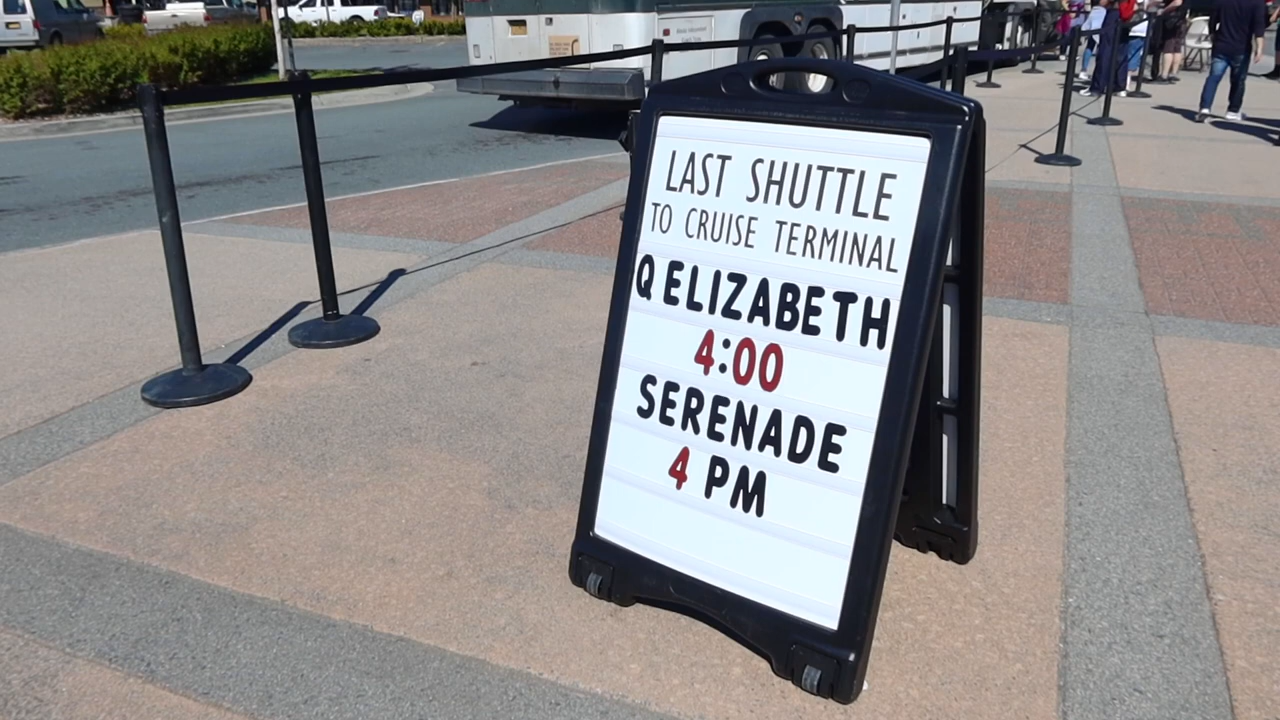 LAST SHUTTLE
TO CRUISE TERMINAL
Q ELIZABETH
4:00
SERENADE
4 PM